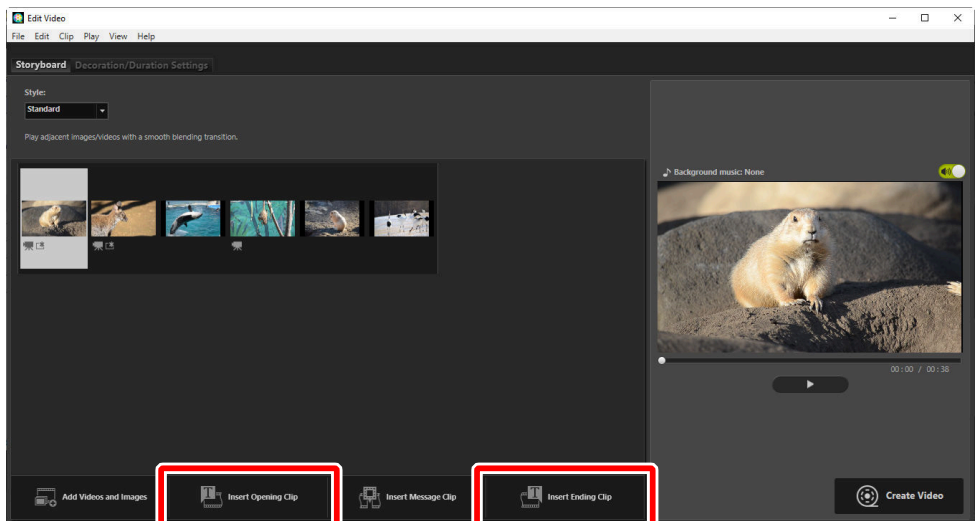 Edit Video
File Edit Clip Play View Help
Storyboard Decoration/Duration Settings
Style:
Standard
Play adjacent images/videos with a smooth blending transition.
Background music: None
00:00 / 00:38
Add Videos and Images
Insert Opening Clip
Insert Message Clip
Insert Ending Clip
Create Video